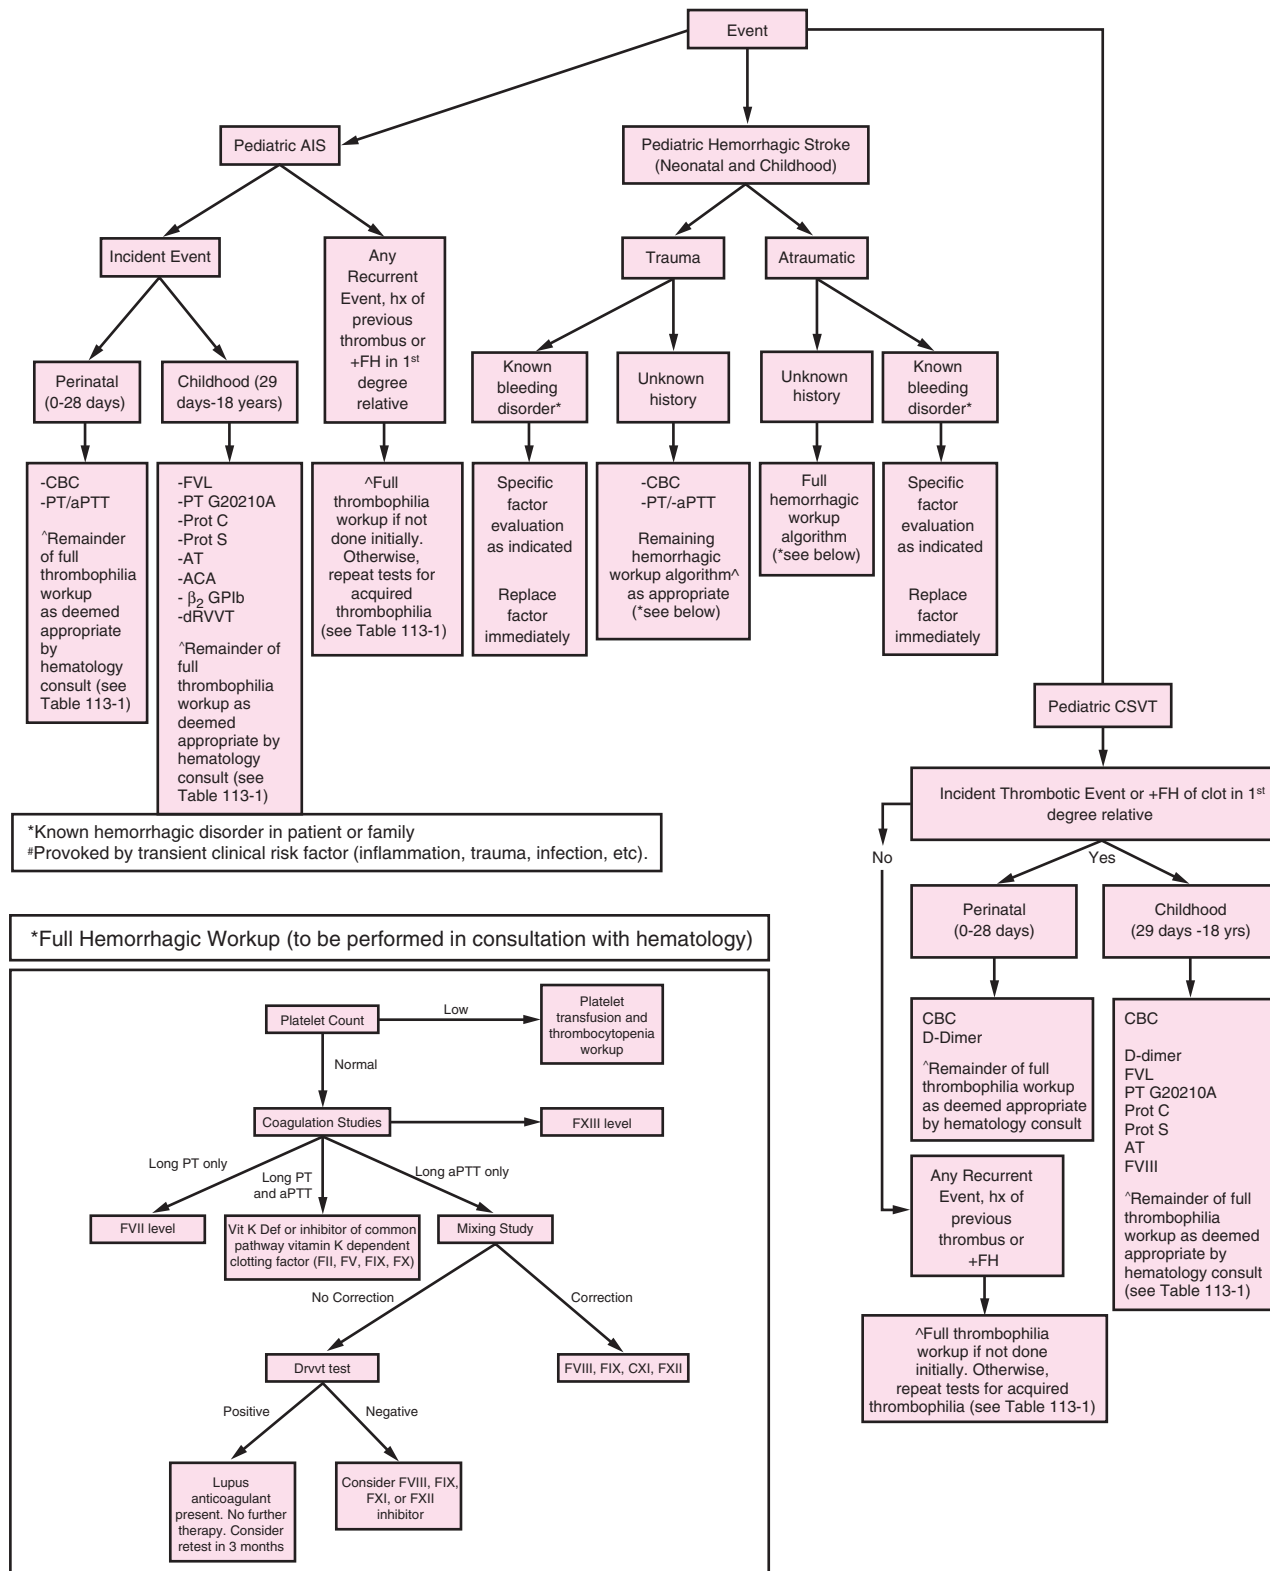 Event
Pediatric AIS
Pediatric Hemorrhagic Stroke
(Neonatal and Childhood)
Incident Event
Any
Recurrent
Event, hx of
previous
thrombus or
+FH in 1st
degree
relative
Trauma
Atraumatic
Perinatal
(0-28 days)
Childhood (29
days-18 years)
Known
bleeding
disorder*
Unknown
history
Unknown
history
Known
bleeding
disorder*
-CBC
-PT/aPTT
^Remainder
of full
thrombophilia
workup
as deemed
appropriate
by
hematology
consult (see
Table 113-1)
-FVL
-PT G20210A
-Prot C
-Prot S
-AT
-ACA
- β2 GPIb
-dRVVT
^Remainder of
full
thrombophilia
workup as
deemed
appropriate by
hematology
consult (see
Table 113-1)
^Full
thrombophilia
workup if not
done initially.
Otherwise,
repeat tests for
acquired
thrombophilia
(see Table 113-1)
Specific
factor
evaluation
as indicated
Replace
factor
immediately
-CBC
-PT/-aPTT
Remaining
hemorrhagic
workup algorithm^
as appropriate
(*see below)
Full
hemorrhagic
workup
algorithm
(*see below)
Specific
factor
evaluation
as indicated
Replace
factor
immediately
Pediatric CSVT
Incident Thrombotic Event or +FH of clot in 1st
degree relative
No
Yes
Perinatal
(0-28 days)
Childhood
(29 days -18 yrs)
CBC
D-Dimer
^Remainder of full
thrombophilia workup
as deemed appropriate
by hematology consult
CBC
D-dimer
FVL
PT G20210A
Prot C
Prot S
AT
FVIII
^Remainder of full
thrombophilia
workup as deemed
appropriate by
hematology consult
(see Table 113-1)
Any Recurrent
Event, hx of
previous
thrombus or
+FH
^Full thrombophilia
workup if not done
initially. Otherwise,
repeat tests for acquired
thrombophilia (see Table 113-1)
*Known hemorrhagic disorder in patient or family
#Provoked by transient clinical risk factor (inflammation, trauma, infection, etc).
*Full Hemorrhagic Workup (to be performed in consultation with hematology)
Platelet Count
Low
Platelet
transfusion and
thrombocytopenia
workup
Normal
Coagulation Studies
FXIII level
Long PT only
Long PT
and aPTT
Long aPTT only
FVII level
Vit K Def or inhibitor of common
pathway vitamin K dependent
clotting factor (FII, FV, FIX, FX)
Mixing Study
No Correction
Correction
Drvvt test
FVIII, FIX, CXI, FXII
Positive
Negative
Lupus
anticoagulant
present. No further
therapy. Consider
retest in 3 months
Consider FVIII, FIX,
FXI, or FXII
inhibitor